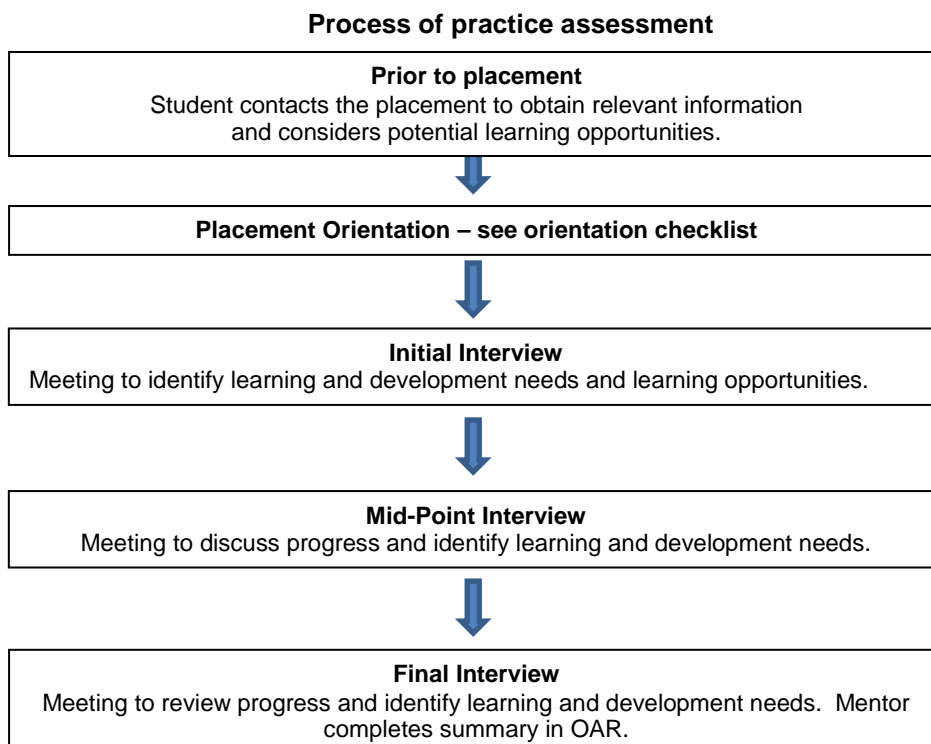 Process of practice assessment
Prior to placement
Student contacts the placement to obtain relevant information
and considers potential learning opportunities.
Placement Orientation – see orientation checklist
Initial Interview
Meeting to identify learning and development needs and learning opportunities.
Mid-Point Interview
Meeting to discuss progress and identify learning and development needs.
Final Interview
Meeting to review progress and identify learning and development needs.  Mentor
completes summary in OAR.